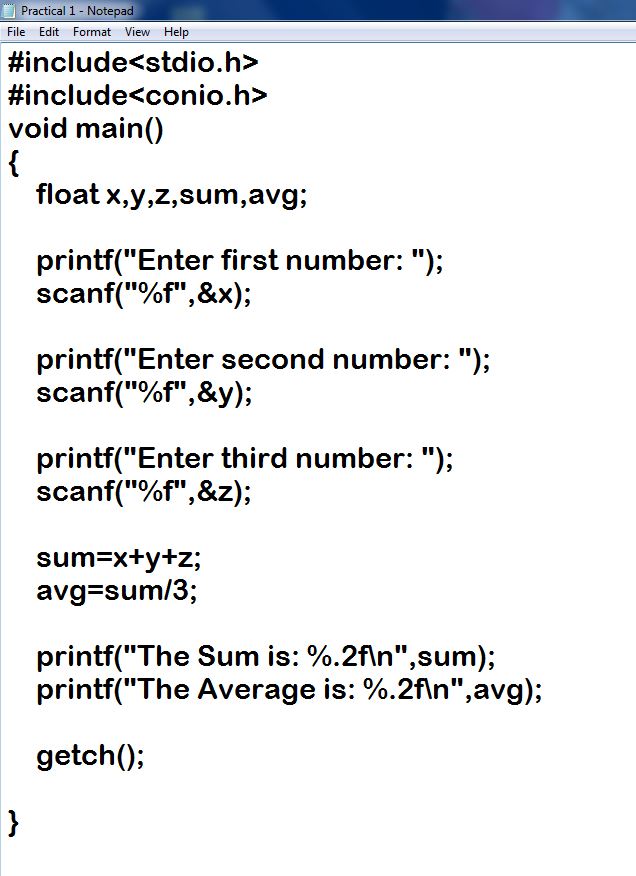 Practical 1 - Notepad
File Edit Format View Help
#include<stdio.h>
#include<conio.h>
void main()
{
float x,y,z,sum,avg;
printf("Enter first number: ");
scanf("%f",&x);
printf("Enter second number: ");
scanf("%f",&y);
printf("Enter third number: ");
scanf("%f",&z);
sum=x+y+z;
avg=sum/3;
printf("The Sum is: %.2f\n",sum);
printf("The Average is: %.2f\n",avg);
getch();
}